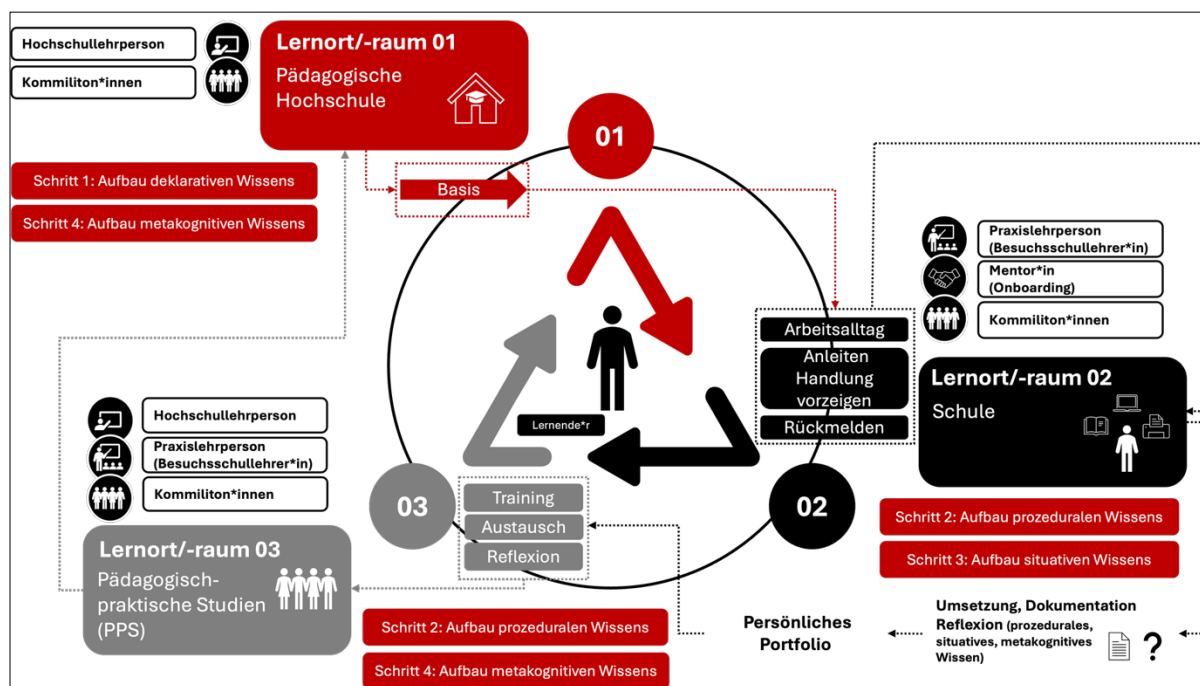 Hochschullehrperson
Kommiliton*innen
Lernort/-raum 01
Pädagogische
Hochschule
01
Schritt 1: Aufbau deklarativen Wissens
Schritt 4: Aufbau metakognitiven Wissens
Basis
Praxislehrperson
(Besuchsschullehrer*in)
Mentor*in
(Onboarding)
Kommiliton*innen
Arbeitsalltag
Anleiten
Handlung
vorzeigen
Rückmelden
Lernort/-raum 02
Schule
02
Schritt 2: Aufbau prozeduralen Wissens
Schritt 3: Aufbau situativen Wissens
Lernende*r
Hochschullehrperson
Praxislehrperson
(Besuchsschullehrer*in)
Kommiliton*innen
03
Training
Austausch
Reflexion
Lernort/-raum 03
Pädagogisch-
praktische Studien
(PPS)
Schritt 2: Aufbau prozeduralen Wissens
Schritt 4: Aufbau metakognitiven Wissens
Persönliches
Portfolio
Umsetzung, Dokumentation
Reflexion (prozedurales,
situatives, metakognitives
Wissen)
?